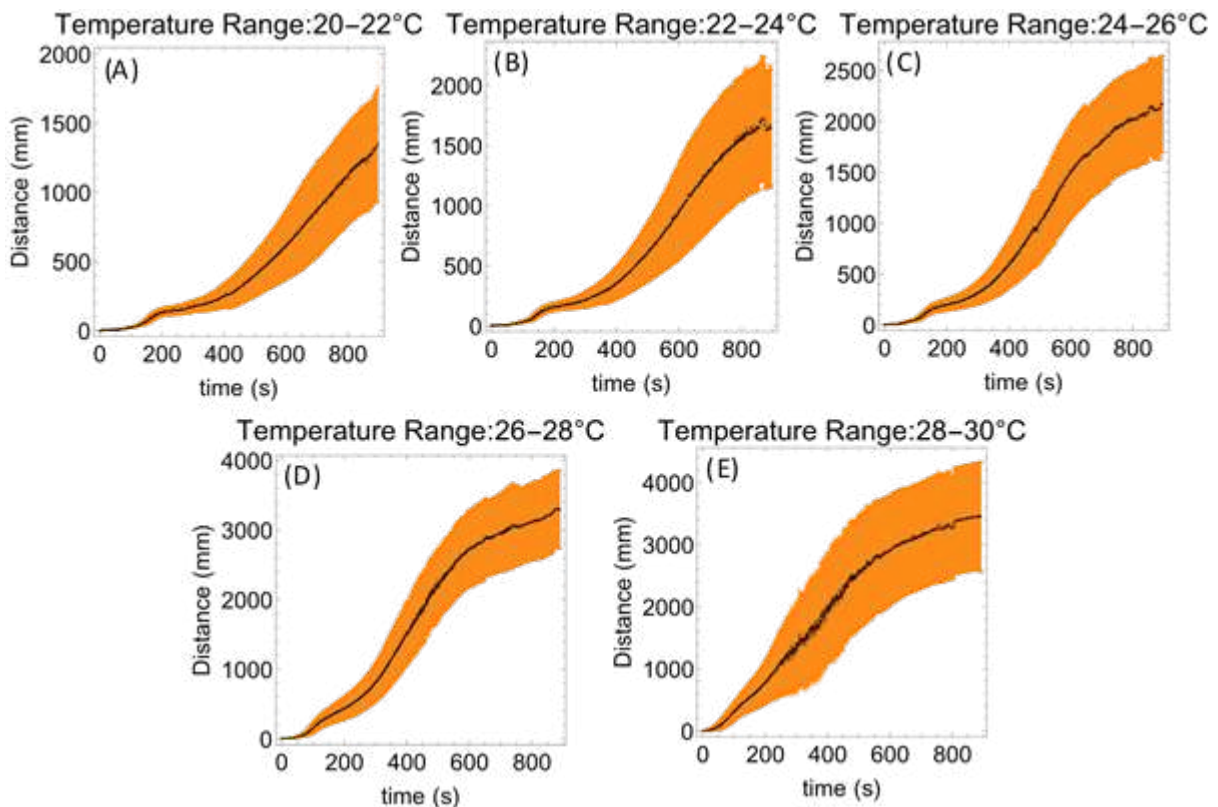 Temperature Range:20−22°C
(A)
Distance (mm)
2000
1500
1000
500
0
0 200 400 600 800
time (s)
Temperature Range:22−24°C
(B)
Distance (mm)
2000
1500
1000
500
0
0 200 400 600 800
time (s)
Temperature Range:24−26°C
(C)
Distance (mm)
2500
2000
1500
1000
500
0
0 200 400 600 800
time (s)
Temperature Range:26−28°C
(D)
Distance (mm)
4000
3000
2000
1000
0
0 200 400 600 800
time (s)
Temperature Range:28−30°C
(E)
Distance (mm)
4000
3000
2000
1000
0
0 200 400 600 800
time (s)